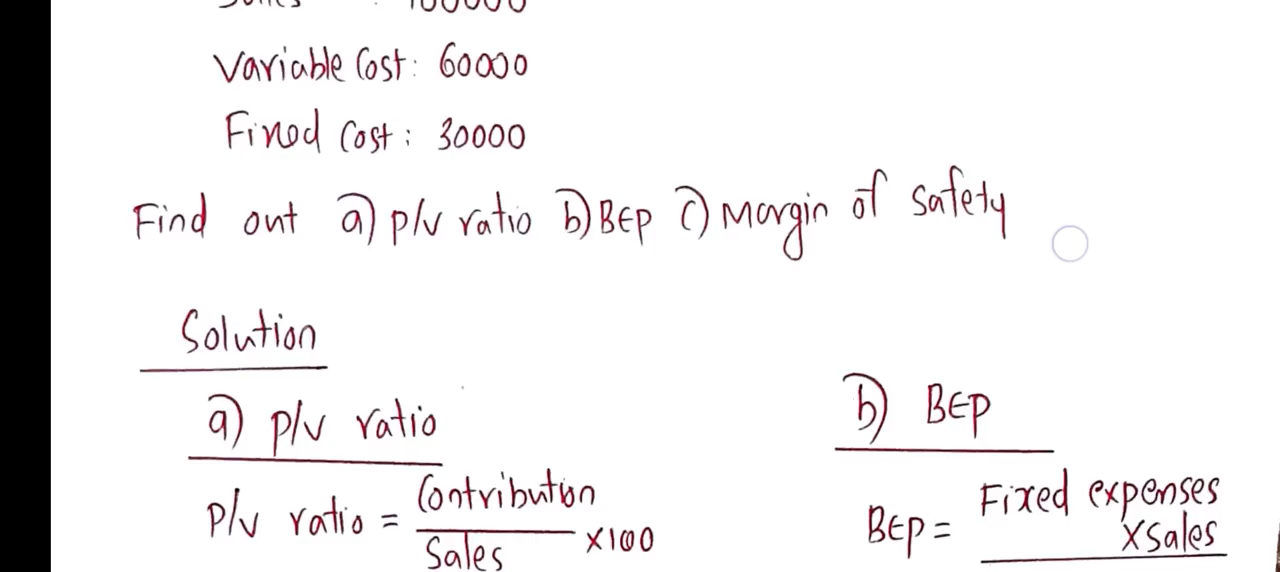 Variable Cost: 60000
Fixed Cost: 30000
Find out a) P/V ratio b) BEP c) Margin of safety
Solution
a) P/V ratio
P/V ratio = Contribution
Sales ×100
b) BEP
BEP = Fixed expenses
×Sales